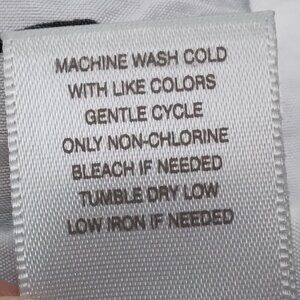 MACHINE WASH COLD
WITH LIKE COLORS
GENTLE CYCLE
ONLY NON-CHLORINE
BLEACH IF NEEDED
TUMBLE DRY LOW
LOW IRON IF NEEDED